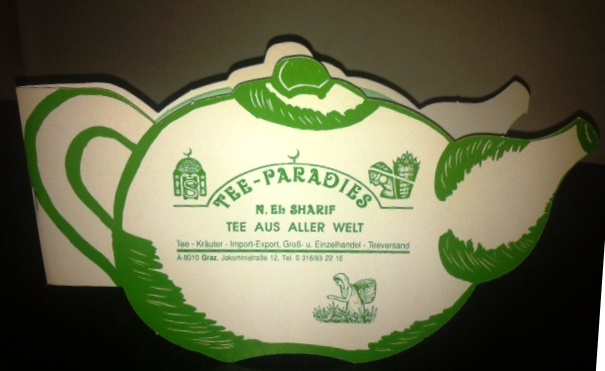 TEE-PARADIES
N. EL SHARIF
TEE AUS ALLER WELT
Tee - Kräuter - Import-Export, Groß- u. Einzelhandel - Teeversand
A-8010 Graz, Jakoministraße 12, Tel. 0 316/83 22 16